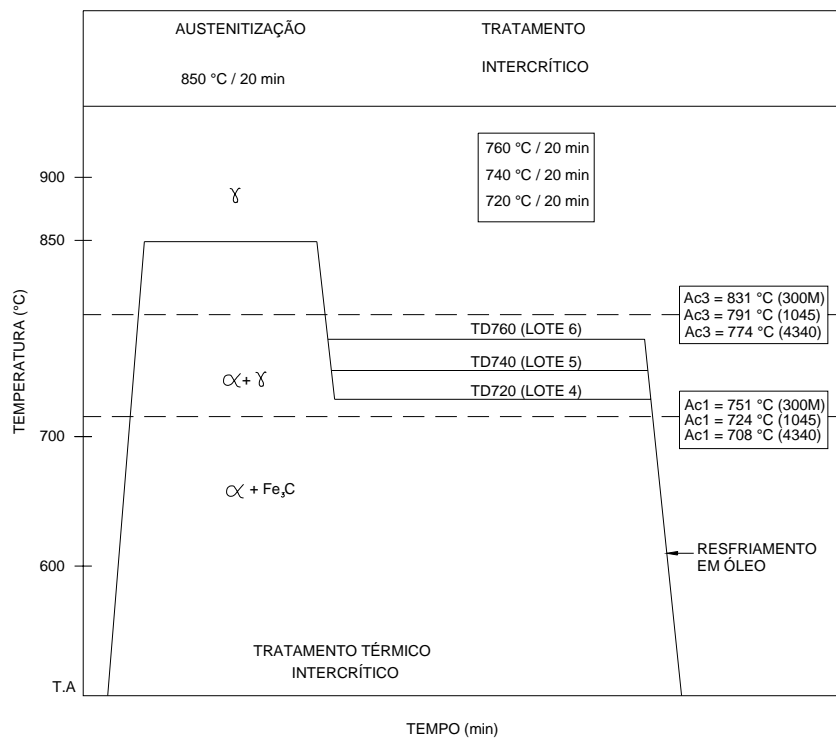 AUSTENITIZAÇÃO
850 °C / 20 min
TRATAMENTO
INTERCRÍTICO
760 °C / 20 min
740 °C / 20 min
720 °C / 20 min
TEMPERATURA (°C)
900
850
700
600
T.A
γ
α + γ
α + Fe₃C
TD760 (LOTE 6)
TD740 (LOTE 5)
TD720 (LOTE 4)
Ac3 = 831 °C (300M)
Ac3 = 791 °C (1045)
Ac3 = 774 °C (4340)
Ac1 = 751 °C (300M)
Ac1 = 724 °C (1045)
Ac1 = 708 °C (4340)
RESFRIAMENTO
EM ÓLEO
TRATAMENTO TÉRMICO
INTERCRÍTICO
TEMPO (min)